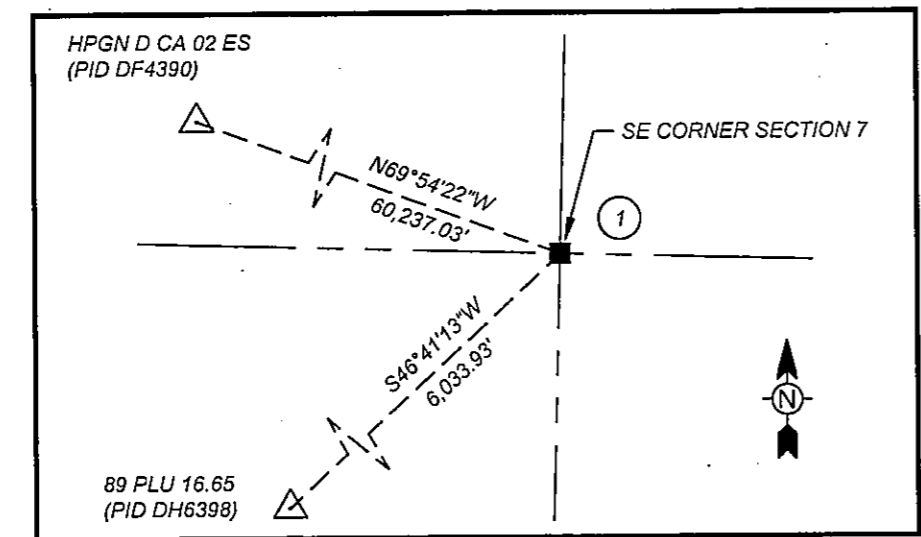 HPGN D CA 02 ES
(PID DF4390)
SE CORNER SECTION 7
N69°54'22"W
60,237.03'
1
S46°41'13"W
6,033.93'
N
89 PLU 16.65
(PID DH6398)